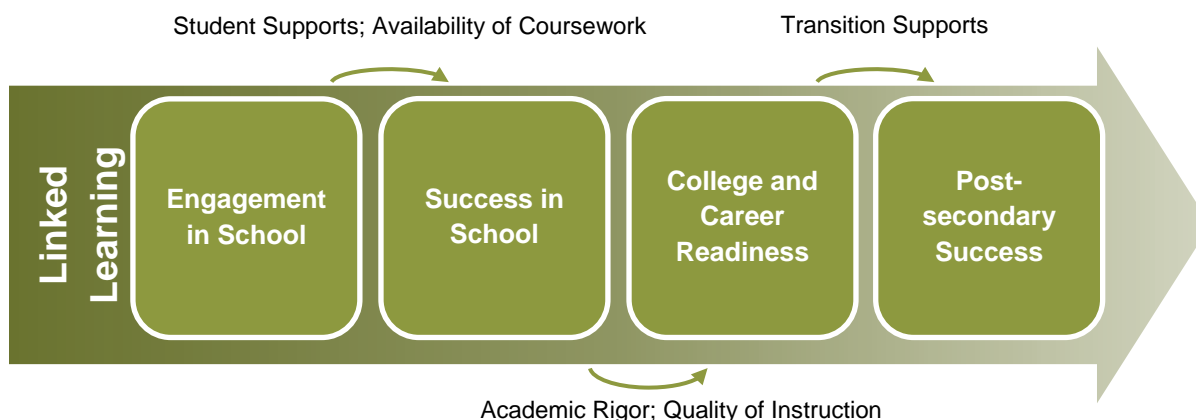 Student Supports; Availability of Coursework
Transition Supports
Linked
Learning
Engagement
in School
Success in
School
College and
Career
Readiness
Post-
secondary
Success
Academic Rigor; Quality of Instruction